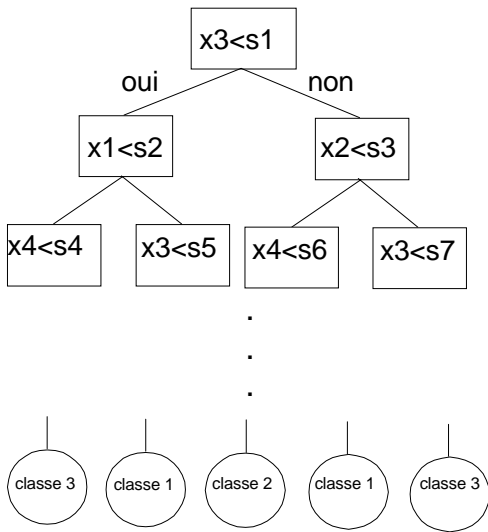 x3<s1
oui non
x1<s2 x2<s3
x4<s4 x3<s5 x4<s6 x3<s7
.
.
.
classe 3 classe 1 classe 2 classe 1 classe 3